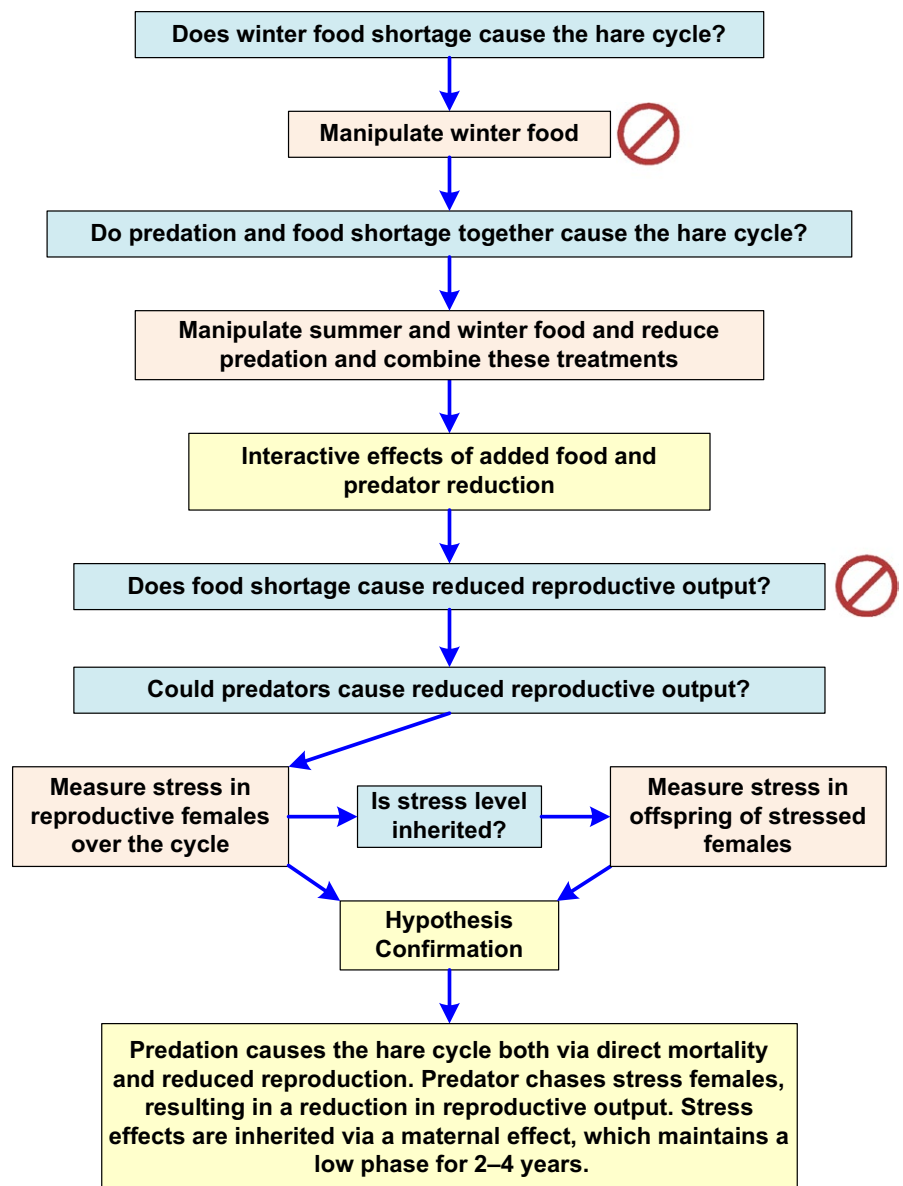 Does winter food shortage cause the hare cycle?
Manipulate winter food
Do predation and food shortage together cause the hare cycle?
Manipulate summer and winter food and reduce
predation and combine these treatments
Interactive effects of added food and
predator reduction
Does food shortage cause reduced reproductive output?
Could predators cause reduced reproductive output?
Measure stress in
reproductive females
over the cycle
Is stress level
inherited?
Measure stress in
offspring of stressed
females
Hypothesis
Confirmation
Predation causes the hare cycle both via direct mortality
and reduced reproduction. Predator chases stress females,
resulting in a reduction in reproductive output. Stress
effects are inherited via a maternal effect, which maintains a
low phase for 2–4 years.